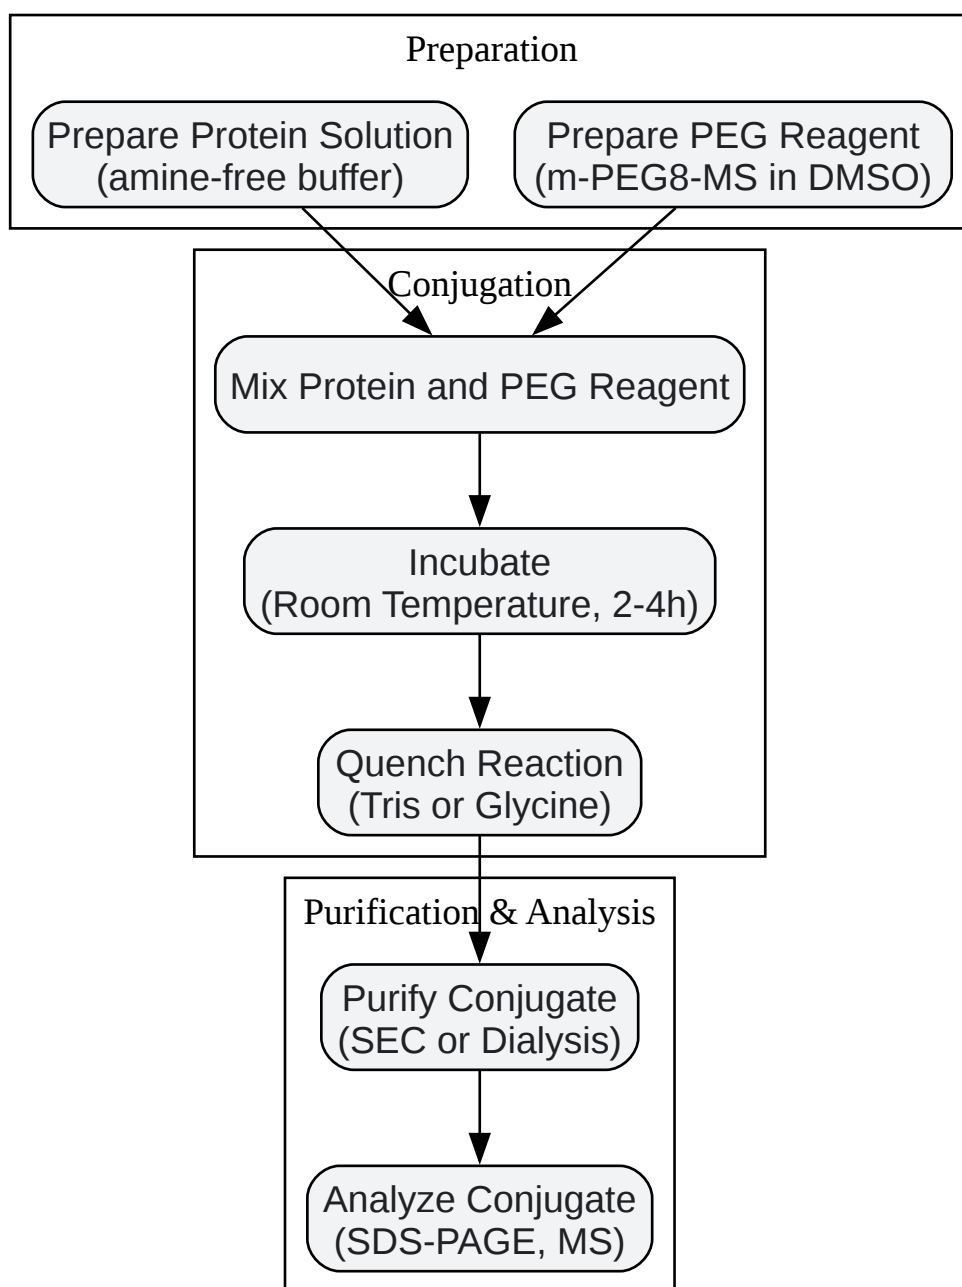 Preparation
Prepare Protein Solution
(amine-free buffer)
Prepare PEG Reagent
(m-PEG8-MS in DMSO)
Conjugation
Mix Protein and PEG Reagent
Incubate
(Room Temperature, 2-4h)
Quench Reaction
(Tris or Glycine)
Purification & Analysis
Purify Conjugate
(SEC or Dialysis)
Analyze Conjugate
(SDS-PAGE, MS)